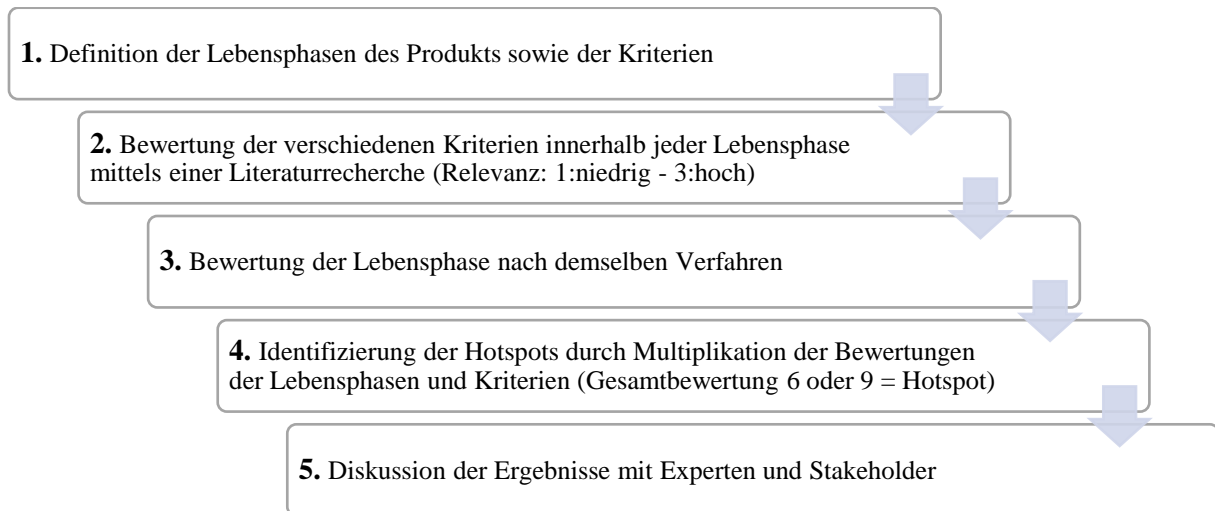 1. Definition der Lebensphasen des Produkts sowie der Kriterien
2. Bewertung der verschiedenen Kriterien innerhalb jeder Lebensphase
mittels einer Literaturrecherche (Relevanz: 1:niedrig - 3:hoch)
3. Bewertung der Lebensphase nach demselben Verfahren
4. Identifizierung der Hotspots durch Multiplikation der Bewertungen
der Lebensphasen und Kriterien (Gesamtbewertung 6 oder 9 = Hotspot)
5. Diskussion der Ergebnisse mit Experten und Stakeholder